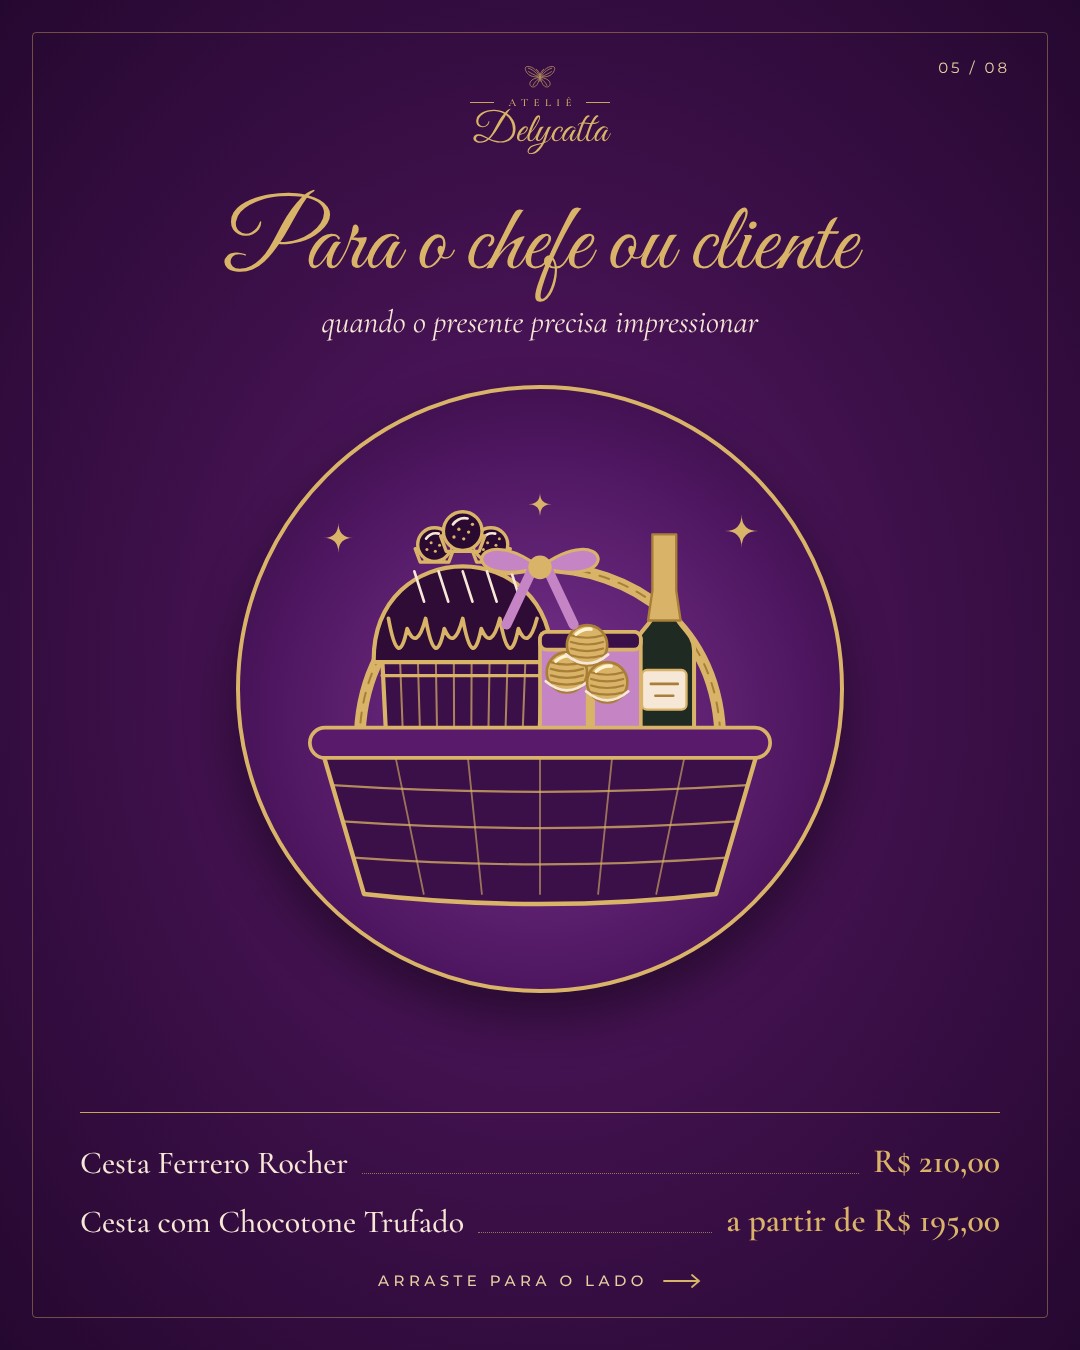 05 / 08
ATELIÊ
Delycatta
Para o chefe ou cliente
quando o presente precisa impressionar
Cesta Ferrero Rocher R$ 210,00
Cesta com Chocotone Trufado a partir de R$ 195,00
ARRASTE PARA O LADO